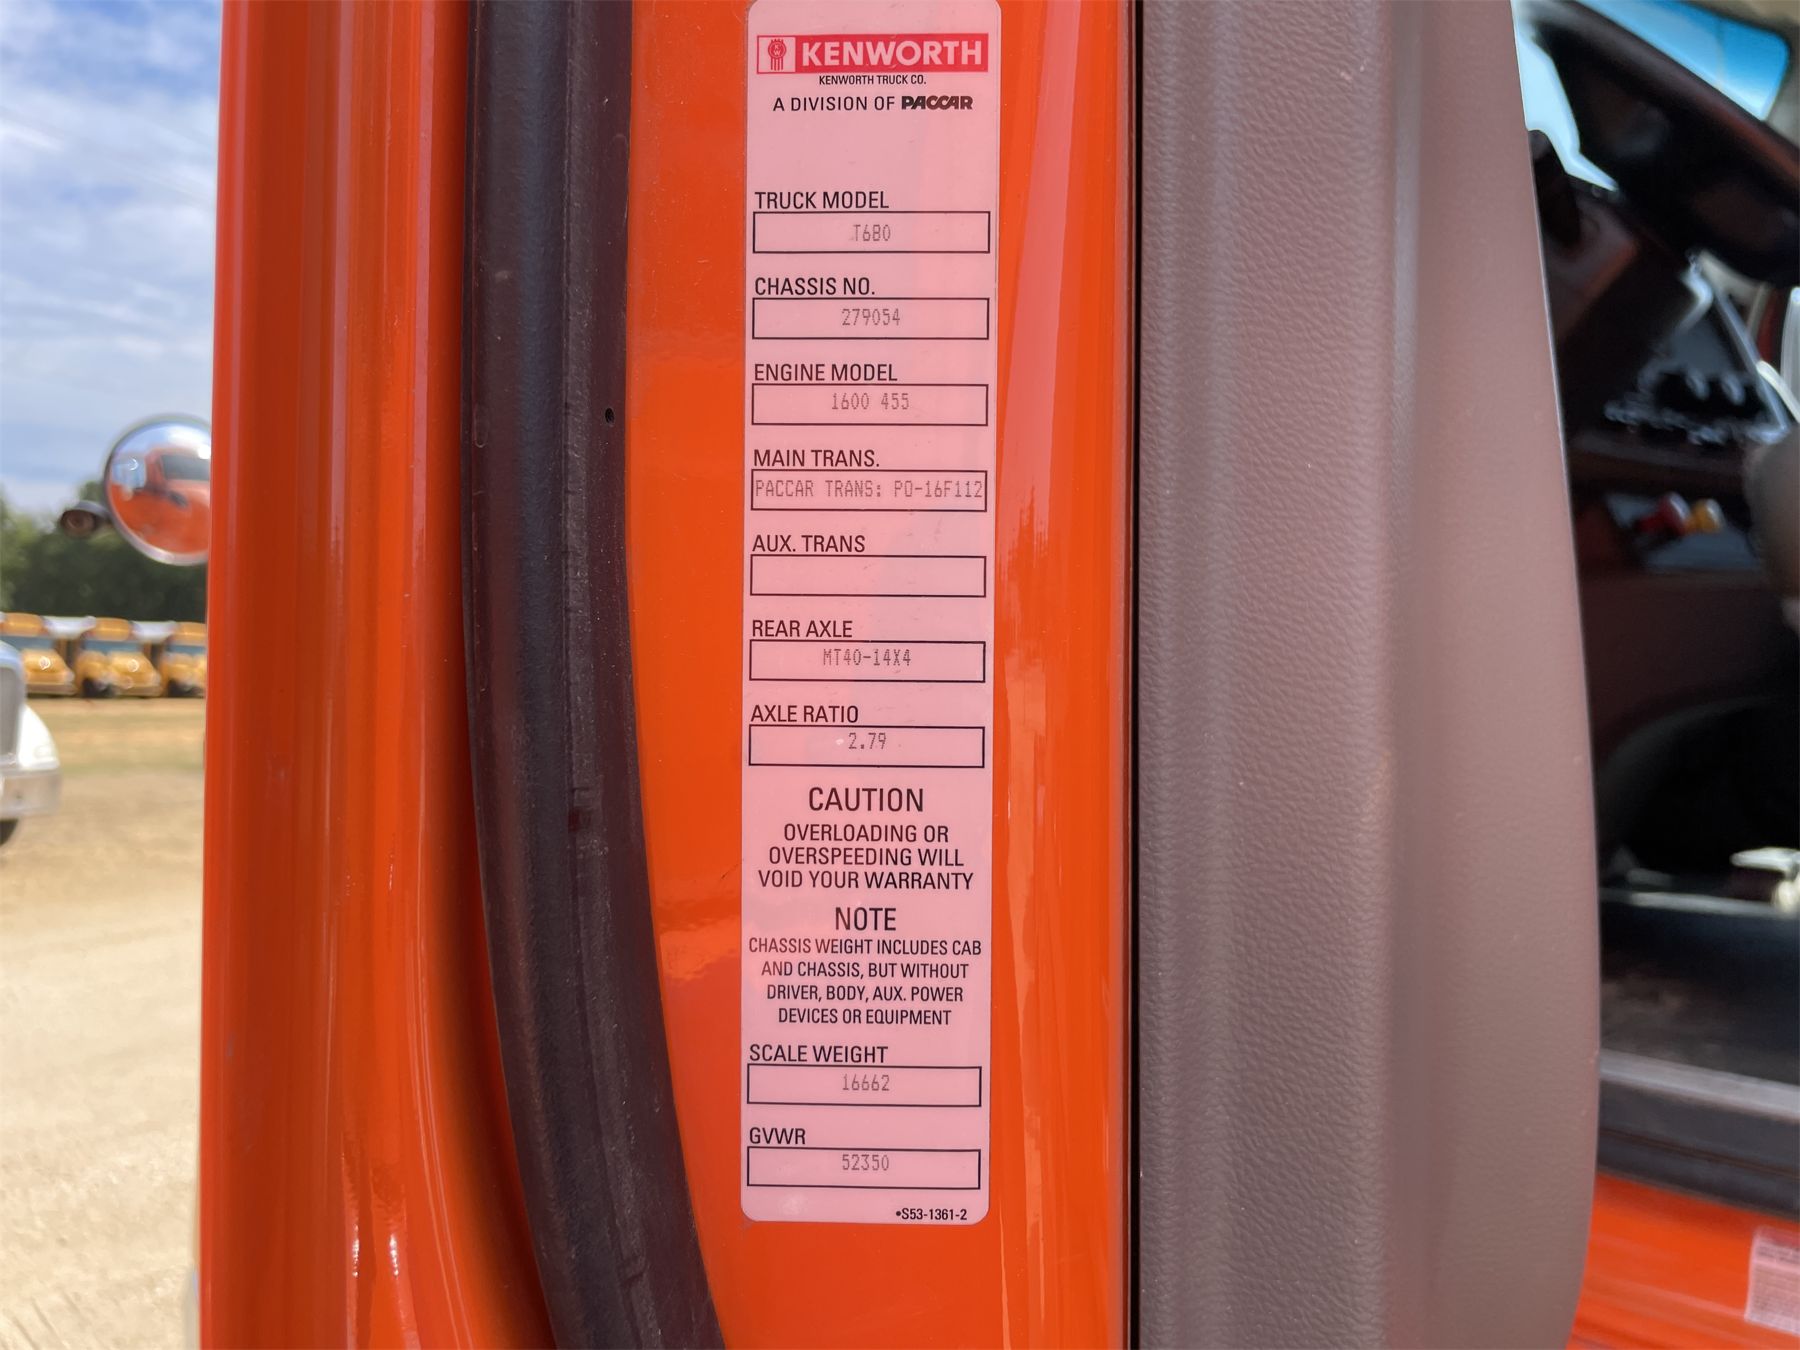 KENWORTH
KENWORTH TRUCK CO.
A DIVISION OF PACCAR
TRUCK MODEL
T680
CHASSIS NO.
279054
ENGINE MODEL
1600 455
MAIN TRANS.
PACCAR TRANS: PO-16F112
AUX. TRANS
REAR AXLE
MT40-14X4
AXLE RATIO
2.79
CAUTION
OVERLOADING OR
OVERSPEEDING WILL
VOID YOUR WARRANTY
NOTE
CHASSIS WEIGHT INCLUDES CAB
AND CHASSIS, BUT WITHOUT
DRIVER, BODY, AUX. POWER
DEVICES OR EQUIPMENT
SCALE WEIGHT
16662
GVWR
52350
•S53-1361-2